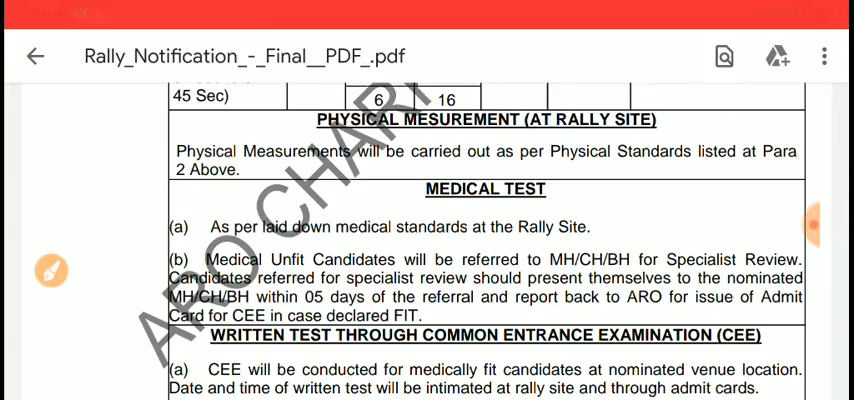 Rally_Notification_-_Final__PDF_.pdf
45 Sec)
6 16
PHYSICAL MESUREMENT (AT RALLY SITE)
Physical Measurements will be carried out as per Physical Standards listed at Para
2 Above.
MEDICAL TEST
(a) As per laid down medical standards at the Rally Site.
(b) Medical Unfit Candidates will be referred to MH/CH/BH for Specialist Review.
Candidates referred for specialist review should present themselves to the nominated
MH/CH/BH within 05 days of the referral and report back to ARO for issue of Admit
Card for CEE in case declared FIT.
WRITTEN TEST THROUGH COMMON ENTRANCE EXAMINATION (CEE)
(a) CEE will be conducted for medically fit candidates at nominated venue location.
Date and time of written test will be intimated at rally site and through admit cards.
ARO CHARK